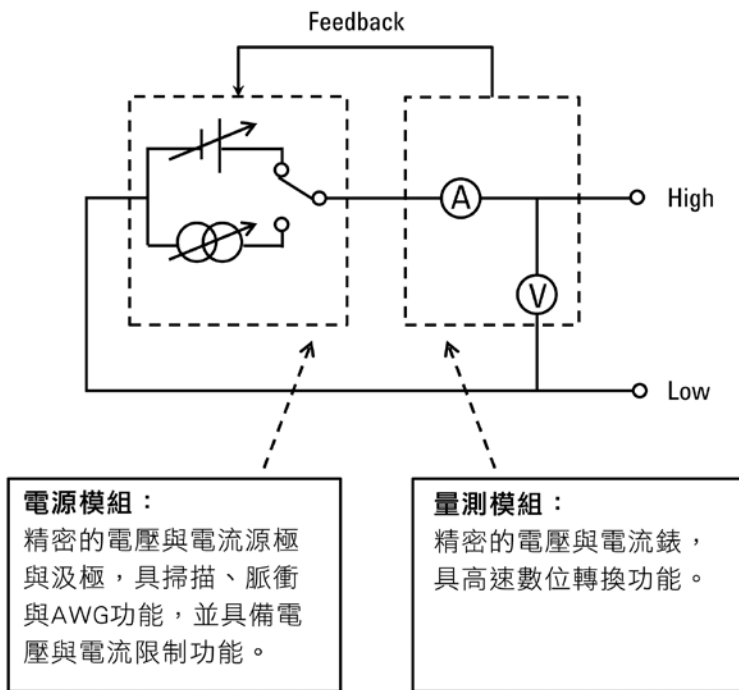 Feedback
A
High
V
Low
電源模組：
精密的電壓與電流源極
與汲極，具掃描、脈衝
與AWG功能，並具備電
壓與電流限制功能。
量測模組：
精密的電壓與電流錶，
具高速數位轉換功能。